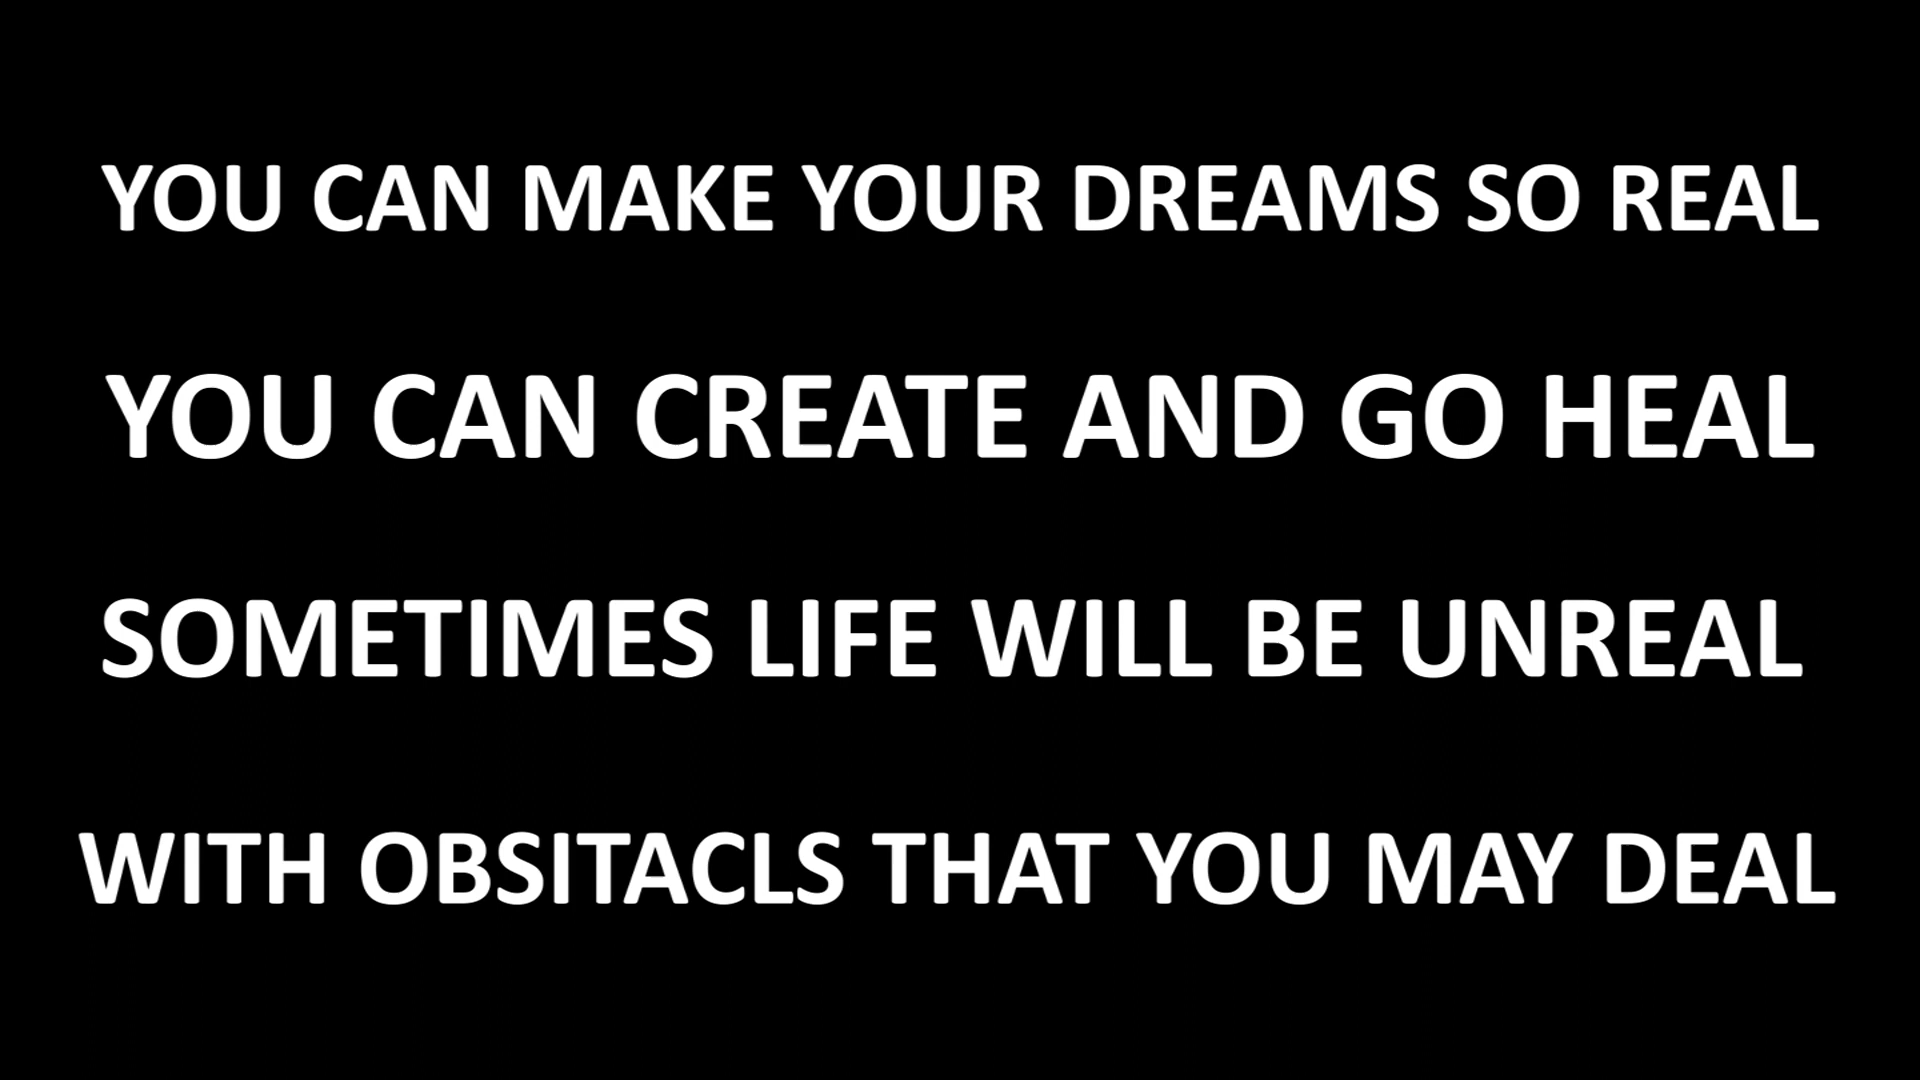 YOU CAN MAKE YOUR DREAMS SO REAL
YOU CAN CREATE AND GO HEAL
SOMETIMES LIFE WILL BE UNREAL
WITH OBSITACLS THAT YOU MAY DEAL